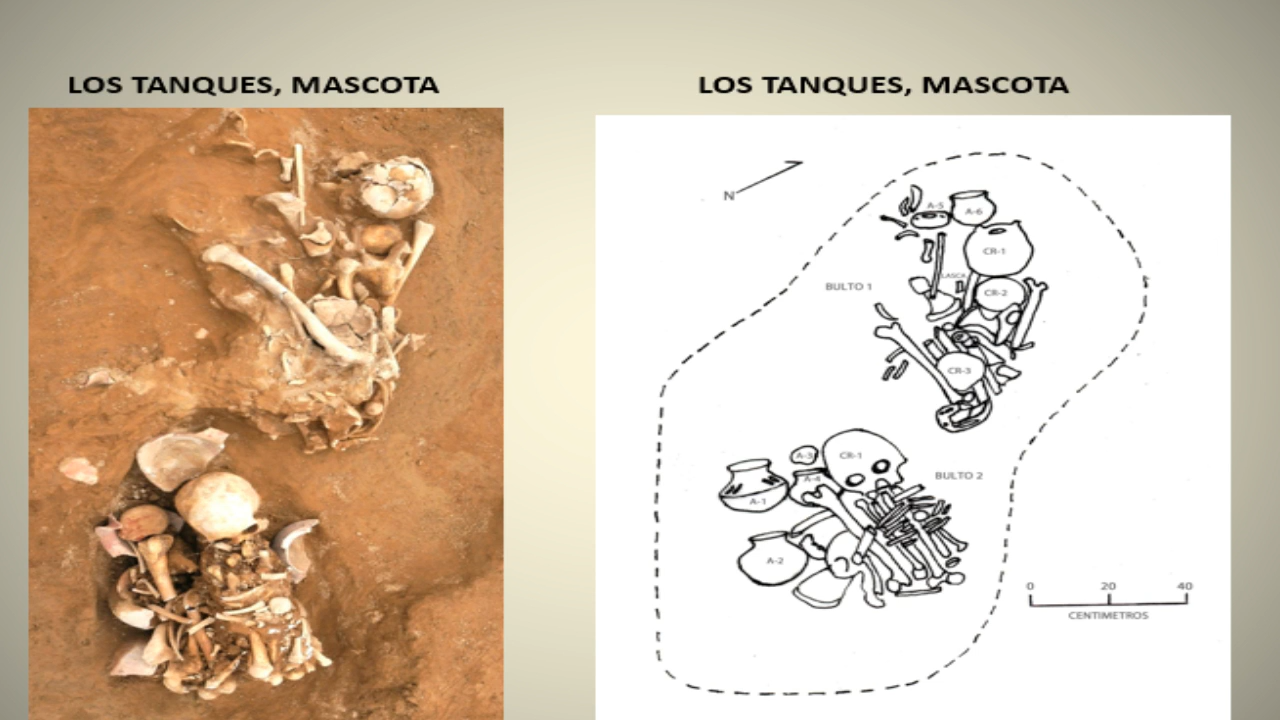 LOS TANQUES, MASCOTA
LOS TANQUES, MASCOTA
N
A-5
A-6
CR-1
LASCA
BULTO 1
CR-2
CR-3
A-3
CR-1
BULTO 2
A-4
A-1
A-2
0 20 40
CENTIMETROS